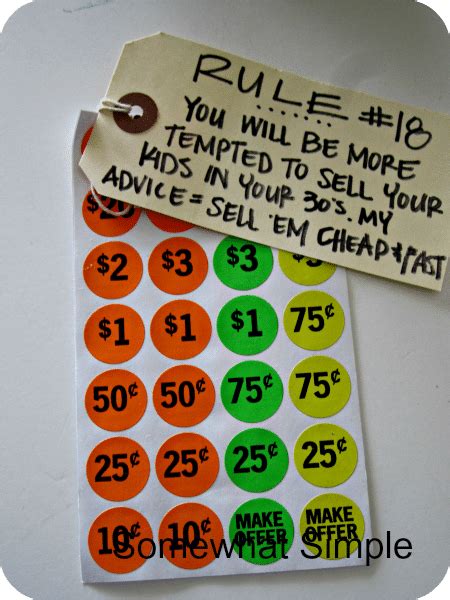 RULE #18
YOU WILL BE MORE
TEMPTED TO SELL YOUR
KIDS IN YOUR 30'S. MY
ADVICE = SELL 'EM CHEAP & FAST
$2 $3 $3
$1 $1 $1 75¢
50¢ 50¢ 75¢ 75¢
25¢ 25¢ 25¢ 25¢
10¢ 10¢ MAKE OFFER MAKE OFFER
Somewhat Simple